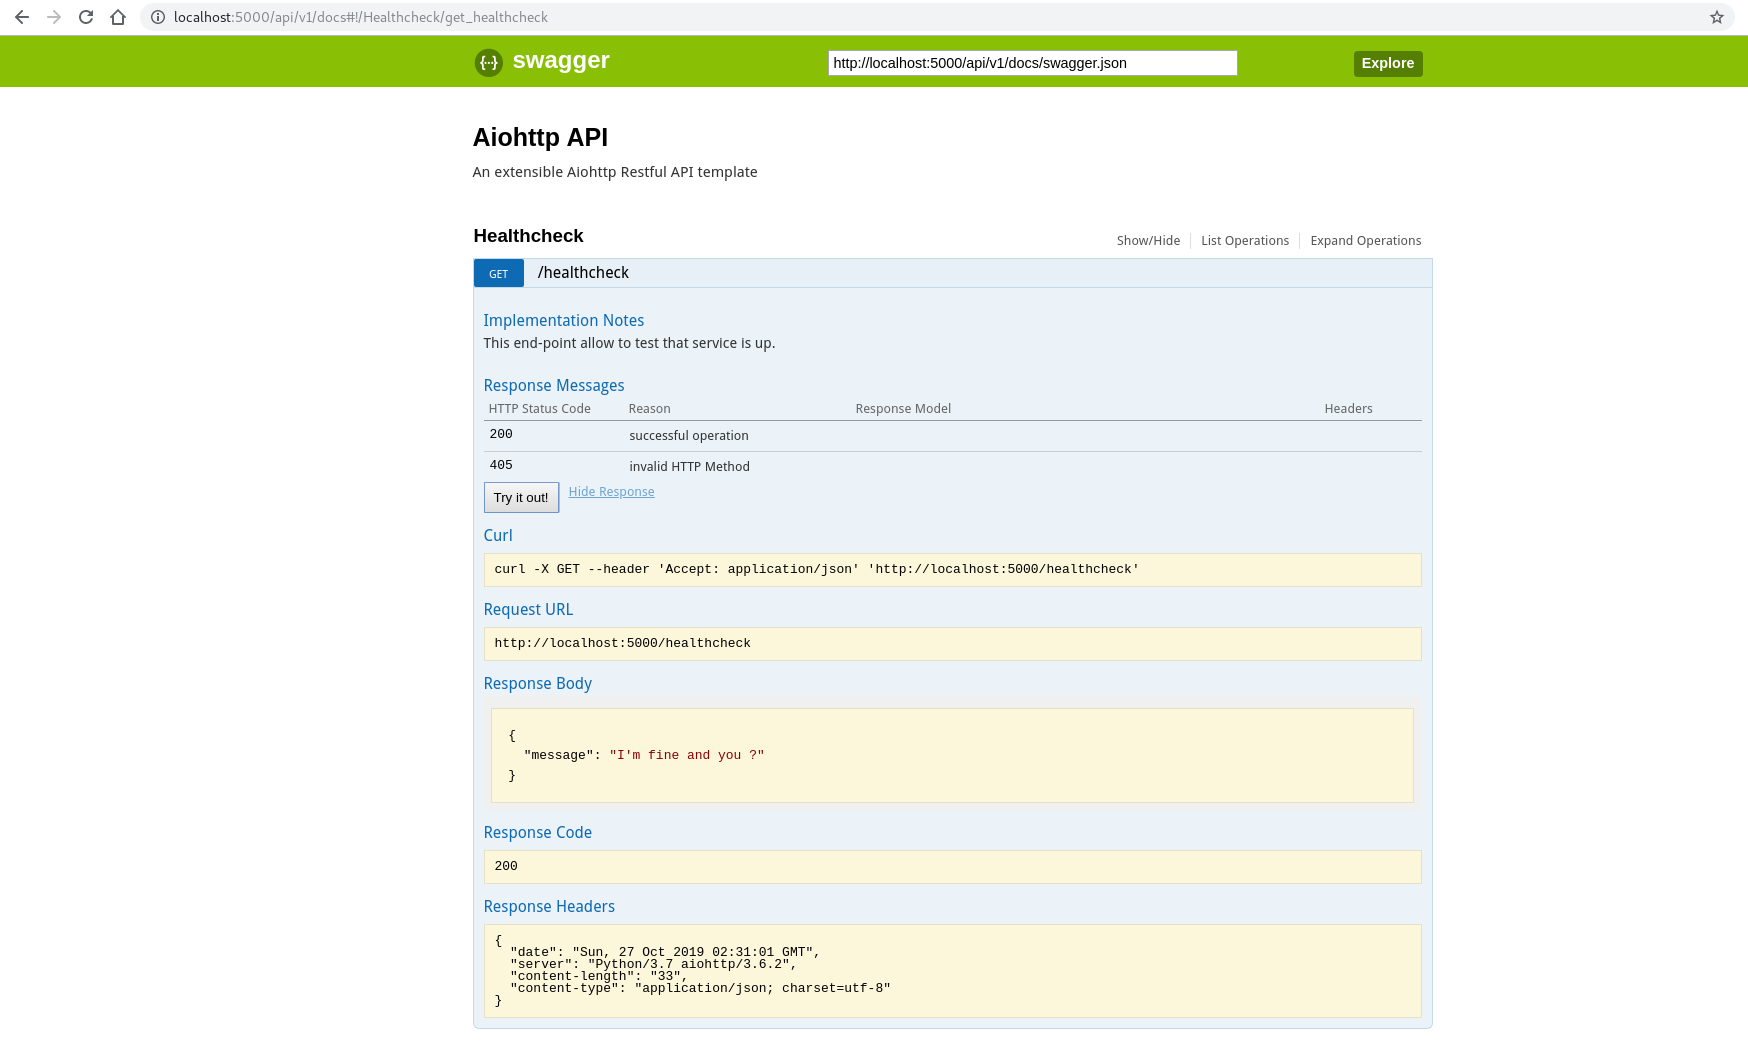 localhost:5000/api/v1/docs#!/Healthcheck/get_healthcheck
{··} swagger http://localhost:5000/api/v1/docs/swagger.json Explore
Aiohttp API
An extensible Aiohttp Restful API template
Healthcheck Show/Hide List Operations Expand Operations
GET /healthcheck
Implementation Notes
This end-point allow to test that service is up.
Response Messages
HTTP Status Code Reason Response Model Headers
200 successful operation
405 invalid HTTP Method
Try it out! Hide Response
Curl
curl -X GET --header 'Accept: application/json' 'http://localhost:5000/healthcheck'
Request URL
http://localhost:5000/healthcheck
Response Body
{
"message": "I'm fine and you ?"
}
Response Code
200
Response Headers
{
"date": "Sun, 27 Oct 2019 02:31:01 GMT",
"server": "Python/3.7 aiohttp/3.6.2",
"content-length": "33",
"content-type": "application/json; charset=utf-8"
}